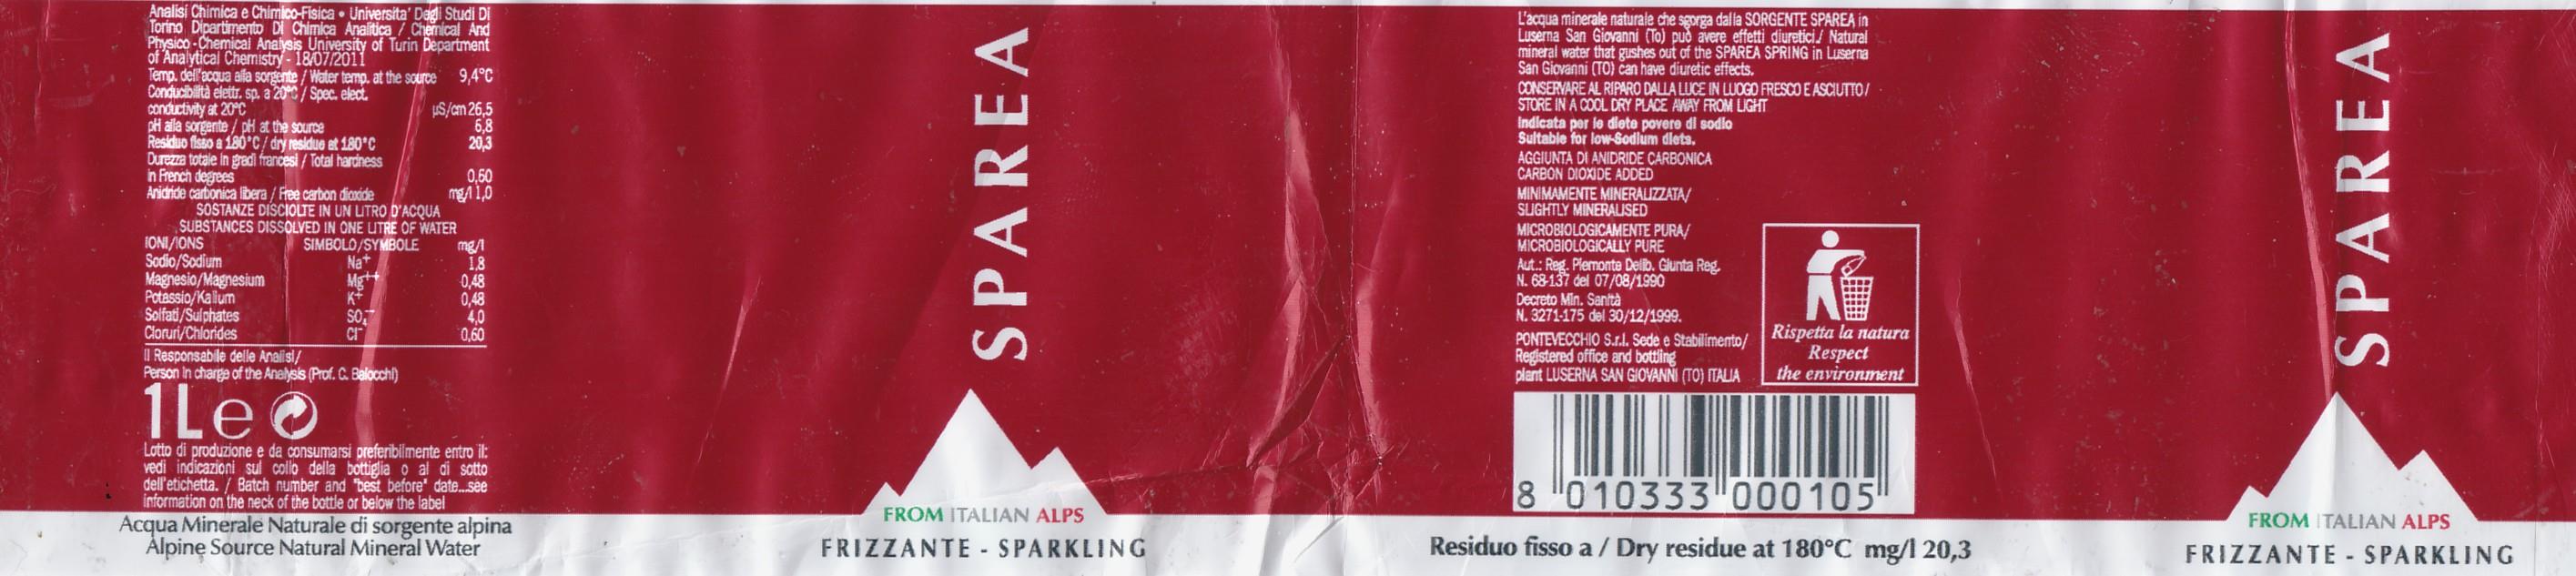 Analisi Chimica e Chimico-Fisica • Universita' Degli Studi Di
Torino Dipartimento Di Chimica Analitica / Chemical And
Physico-Chemical Analysis University of Turin Department
of Analytical Chemistry - 18/07/2011
Temp. dell'acqua alla sorgente / Water temp. at the source 9,4°C
Conducibilità elettr. sp. a 20°C / Spec. elect.
conductivity at 20°C µS/cm 26,5
pH alla sorgente / pH at the source 6,8
Residuo fisso a 180°C / dry residue at 180°C 20,3
Durezza totale in gradi francesi / Total hardness
in French degrees 0,60
Anidride carbonica libera / Free carbon dioxide mg/l 1,0
SOSTANZE DISCIOLTE IN UN LITRO D'ACQUA
SUBSTANCES DISSOLVED IN ONE LITRE OF WATER
IONI/IONS SIMBOLO/SYMBOLE mg/l
Sodio/Sodium Na+ 1,8
Magnesio/Magnesium Mg++ 0,48
Potassio/Kalium K+ 0,48
Solfati/Sulphates SO4-- 4,0
Cloruri/Chlorides Cl- 0,60
Il Responsabile delle Analisi/
Person in charge of the Analysis (Prof. C. Baiocchi)
1L e
Lotto di produzione e da consumarsi preferibilmente entro il:
vedi indicazioni sul collo della bottiglia o al di sotto
dell'etichetta. / Batch number and "best before" date...see
information on the neck of the bottle or below the label
Acqua Minerale Naturale di sorgente alpina
Alpine Source Natural Mineral Water
SPAREA
FROM ITALIAN ALPS
FRIZZANTE - SPARKLING
L'acqua minerale naturale che sgorga dalla SORGENTE SPAREA in
Luserna San Giovanni (To) può avere effetti diuretici./ Natural
mineral water that gushes out of the SPAREA SPRING in Luserna
San Giovanni (TO) can have diuretic effects.
CONSERVARE AL RIPARO DALLA LUCE IN LUOGO FRESCO E ASCIUTTO /
STORE IN A COOL DRY PLACE AWAY FROM LIGHT
Indicata per le diete povere di sodio
Suitable for low-Sodium diets.
AGGIUNTA DI ANIDRIDE CARBONICA
CARBON DIOXIDE ADDED
MINIMAMENTE MINERALIZZATA/
SLIGHTLY MINERALISED
MICROBIOLOGICAMENTE PURA/
MICROBIOLOGICALLY PURE
Aut.: Reg. Piemonte Delib. Giunta Reg.
N. 68-137 del 07/08/1990
Decreto Min. Sanità
N. 3271-175 del 30/12/1999.
PONTEVECCHIO S.r.l. Sede e Stabilimento/
Registered office and bottling
plant LUSERNA SAN GIOVANNI (TO) ITALIA
Rispetta la natura
Respect
the environment
8 010333 000105
Residuo fisso a / Dry residue at 180°C mg/l 20,3
SPAREA
FROM ITALIAN ALPS
FRIZZANTE - SPARKLING